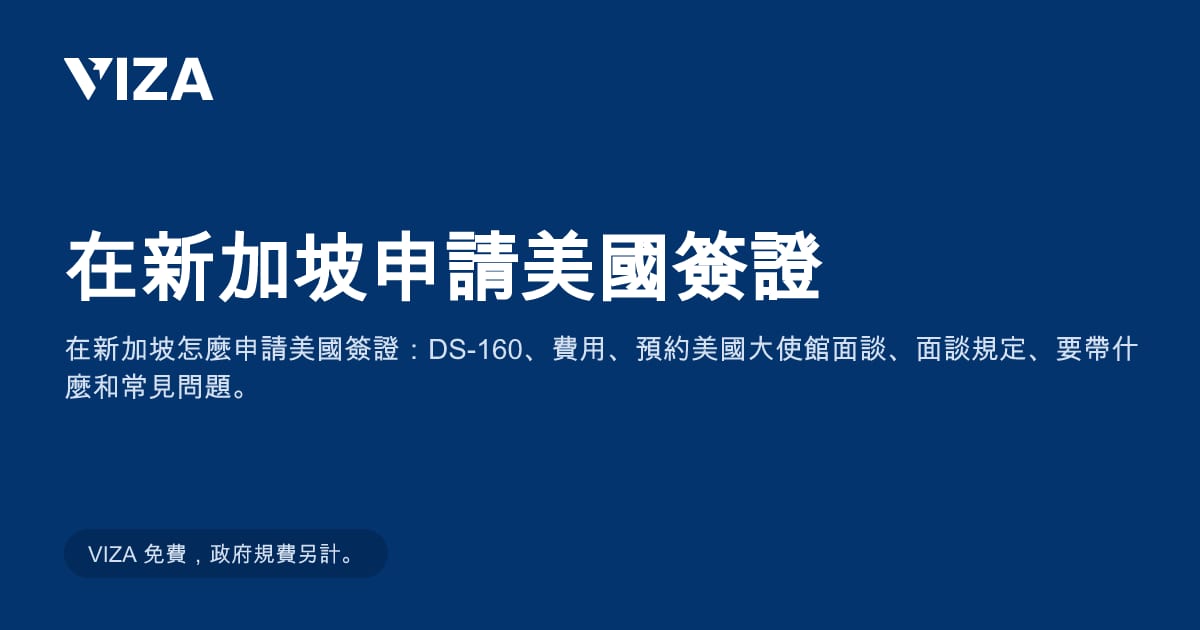 VIZA
在新加坡申請美國簽證
在新加坡怎麼申請美國簽證：DS-160、費用、預約美國大使館面談、面談規定、要帶什
麼和常見問題。
VIZA 免費，政府規費另計。